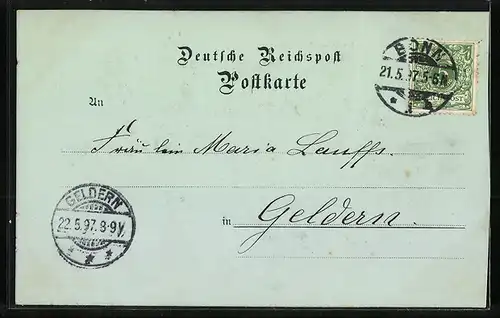 Deutsche Reichspost
Postkarte
BONN
21.5.97.5-6N.
POST
An
Fräulein Maria Lauffs.
in Geldern.
GELDERN
22.5.97.8-9V.